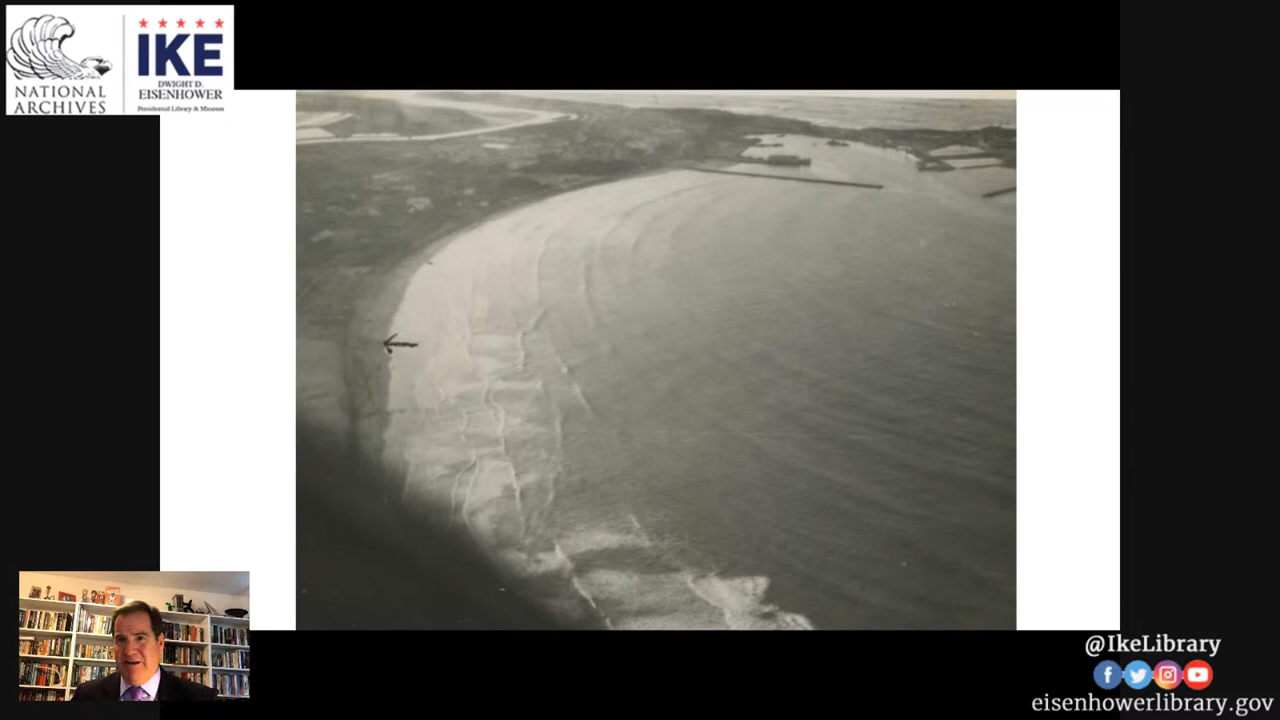 NATIONAL
ARCHIVES
IKE
DWIGHT D.
EISENHOWER
Presidential Library & Museum
@IkeLibrary
eisenhowerlibrary.gov